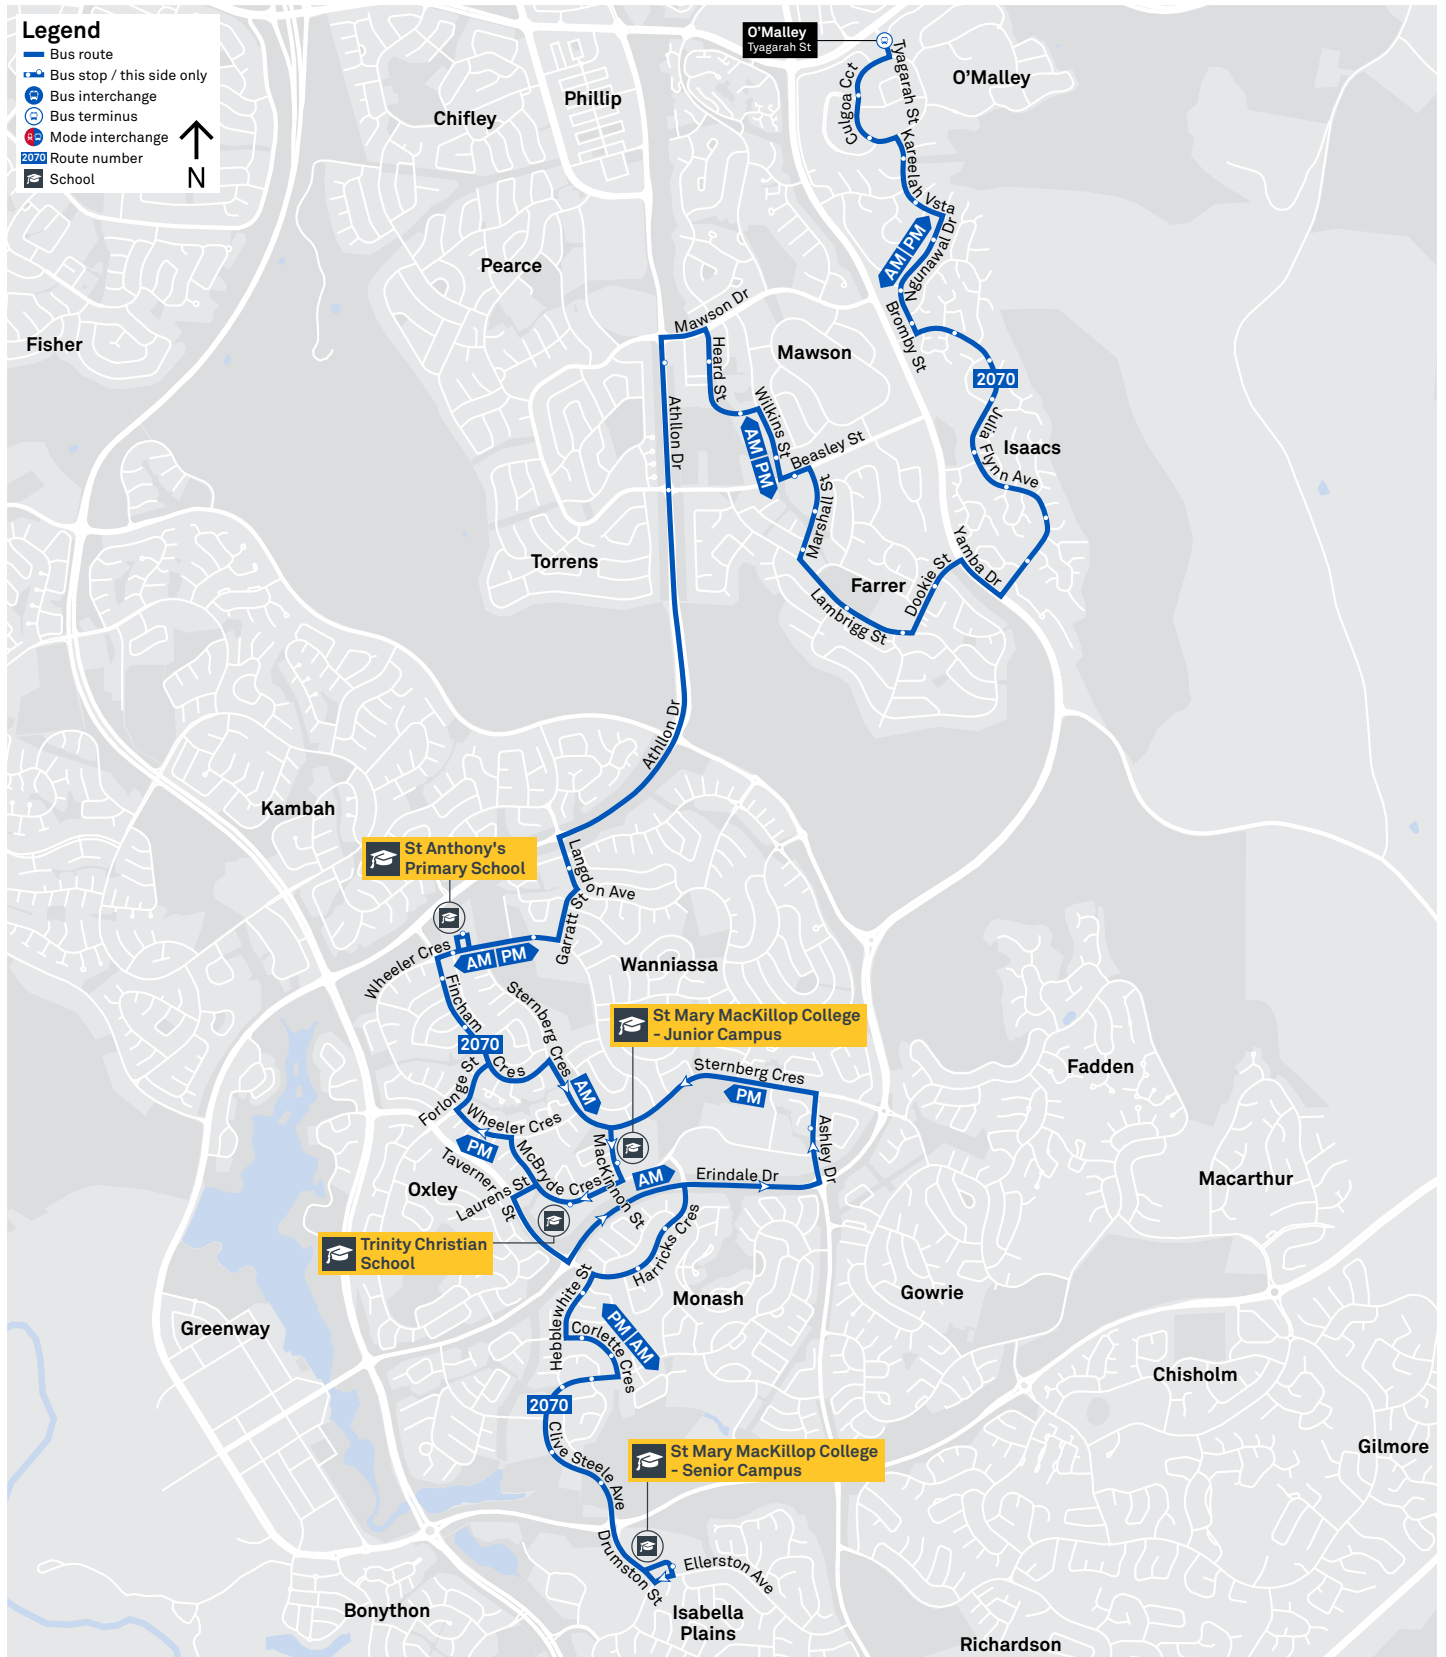 Legend
Bus route
Bus stop / this side only
Bus interchange
Bus terminus
Mode interchange
2070 Route number
School
N
O'Malley
Tyagarah St
O'Malley
Tyagarah St
Culgoa Cct
Phillip
Chifley
Kareelah Vsta
AM PM
Ngunawal Dr
Pearce
Bromby St
Mawson Dr
Fisher
Mawson
Heard St
2070
Wilkins St
Athllon Dr
Julia Flynn Ave
Isaacs
AM PM
Beasley St
Marshall St
Torrens
Yamba Dr
Farrer
Dookie St
Lambrigg St
Athllon Dr
Kambah
St Anthony's
Primary School
Langdon Ave
Garratt St
Wheeler Cres
AM PM
Wanniassa
Fincham Cres
Sternberg Cres
St Mary MacKillop College
- Junior Campus
2070
Sternberg Cres
Fadden
Forlonge St
AM
PM
Wheeler Cres
Ashley Dr
PM
McBryde Cres
MacKinnon St
AM
Erindale Dr
Taverner St
Oxley
Laurens St
Macarthur
Harricks Cres
Trinity Christian
School
Hebblewhite St
Monash
Gowrie
Greenway
PM AM
Corlette Cres
Chisholm
2070
Clive Steele Ave
St Mary MacKillop College
- Senior Campus
Gilmore
Drumston St
Ellerston Ave
Bonython
Isabella
Plains
Richardson